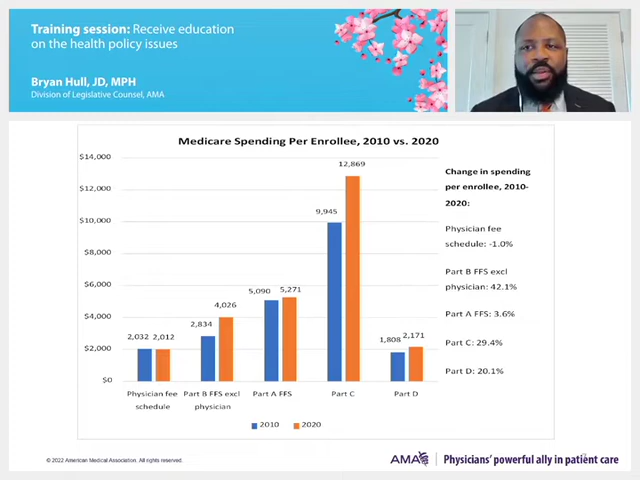 Training session: Receive education
on the health policy issues
Bryan Hull, JD, MPH
Division of Legislative Counsel, AMA
Medicare Spending Per Enrollee, 2010 vs. 2020
$14,000
$12,000
$10,000
$8,000
$6,000
$4,000
$2,000
$0
2,032 2,012
2,834
4,026
5,090
5,271
9,945
12,869
1,808
2,171
Physician fee
schedule
Part B FFS excl
physician
Part A FFS
Part C
Part D
2010 2020
Change in spending
per enrollee, 2010-
2020:
Physician fee
schedule: -1.0%
Part B FFS excl
physician: 42.1%
Part A FFS: 3.6%
Part C: 29.4%
Part D: 20.1%
© 2022 American Medical Association. All rights reserved.
AMA Physicians' powerful ally in patient care